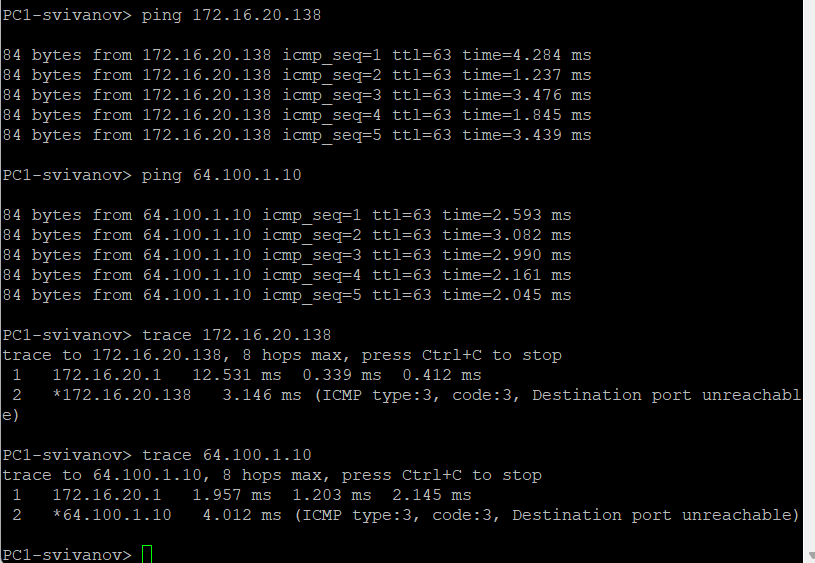 PC1-svivanov> ping 172.16.20.138
84 bytes from 172.16.20.138 icmp_seq=1 ttl=63 time=4.284 ms
84 bytes from 172.16.20.138 icmp_seq=2 ttl=63 time=1.237 ms
84 bytes from 172.16.20.138 icmp_seq=3 ttl=63 time=3.476 ms
84 bytes from 172.16.20.138 icmp_seq=4 ttl=63 time=1.845 ms
84 bytes from 172.16.20.138 icmp_seq=5 ttl=63 time=3.439 ms
PC1-svivanov> ping 64.100.1.10
84 bytes from 64.100.1.10 icmp_seq=1 ttl=63 time=2.593 ms
84 bytes from 64.100.1.10 icmp_seq=2 ttl=63 time=3.082 ms
84 bytes from 64.100.1.10 icmp_seq=3 ttl=63 time=2.990 ms
84 bytes from 64.100.1.10 icmp_seq=4 ttl=63 time=2.161 ms
84 bytes from 64.100.1.10 icmp_seq=5 ttl=63 time=2.045 ms
PC1-svivanov> trace 172.16.20.138
trace to 172.16.20.138, 8 hops max, press Ctrl+C to stop
 1   172.16.20.1   12.531 ms  0.339 ms  0.412 ms
 2   *172.16.20.138   3.146 ms (ICMP type:3, code:3, Destination port unreachabl
e)
PC1-svivanov> trace 64.100.1.10
trace to 64.100.1.10, 8 hops max, press Ctrl+C to stop
 1   172.16.20.1   1.957 ms  1.203 ms  2.145 ms
 2   *64.100.1.10   4.012 ms (ICMP type:3, code:3, Destination port unreachable)
PC1-svivanov>